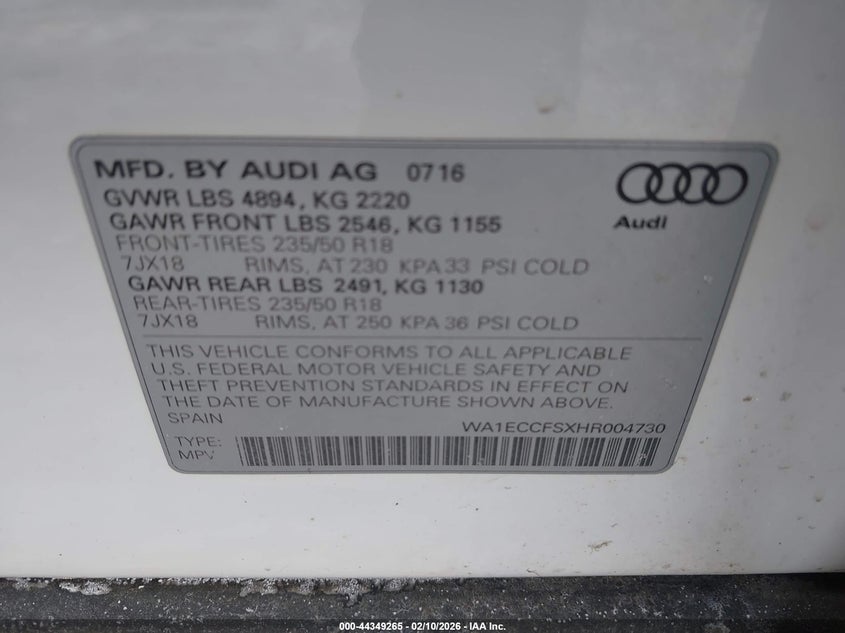 MFD. BY AUDI AG 0716
GVWR LBS 4894, KG 2220
GAWR FRONT LBS 2546, KG 1155
FRONT-TIRES 235/50 R18
7JX18 RIMS, AT 230 KPA 33 PSI COLD
GAWR REAR LBS 2491, KG 1130
REAR-TIRES 235/50 R18
7JX18 RIMS, AT 250 KPA 36 PSI COLD
Audi
THIS VEHICLE CONFORMS TO ALL APPLICABLE
U.S. FEDERAL MOTOR VEHICLE SAFETY AND
THEFT PREVENTION STANDARDS IN EFFECT ON
THE DATE OF MANUFACTURE SHOWN ABOVE.
SPAIN
WA1ECCFSXHR004730
TYPE:
MPV
000-44349265 - 02/10/2026 - IAA Inc.